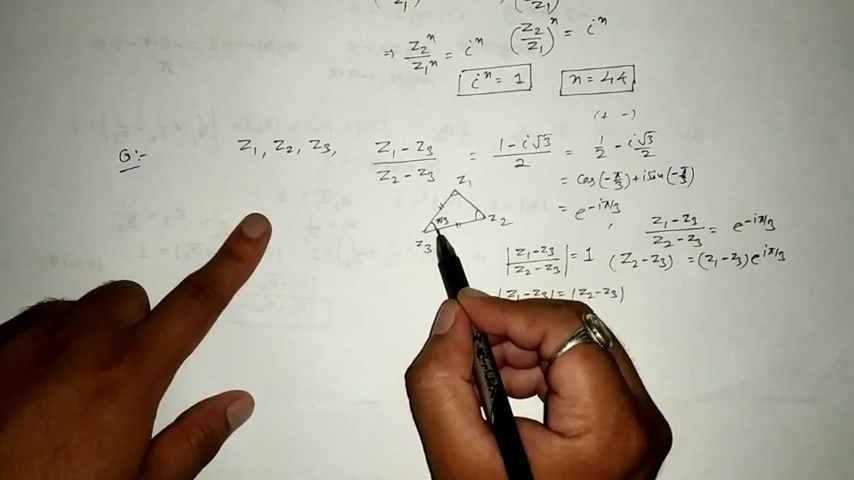 ⇒ Z₂ⁿ/Z₁ⁿ = iⁿ (Z₂/Z₁)ⁿ = iⁿ
iⁿ = 1 n = 4k
(+ -)
G:- Z₁, Z₂, Z₃, (Z₁ - Z₃)/(Z₂ - Z₃) = (1 - i√3)/2 = 1/2 - i√3/2
= cos(-π/3) + i sin(-π/3)
= e^(-iπ/3) , (Z₁ - Z₃)/(Z₂ - Z₃) = e^(-iπ/3)
Z₁
π/3
Z₂
Z₃
|(Z₁ - Z₃)/(Z₂ - Z₃)| = 1 (Z₂ - Z₃) = (Z₁ - Z₃) e^(iπ/3)
|Z₁ - Z₃| = |Z₂ - Z₃|